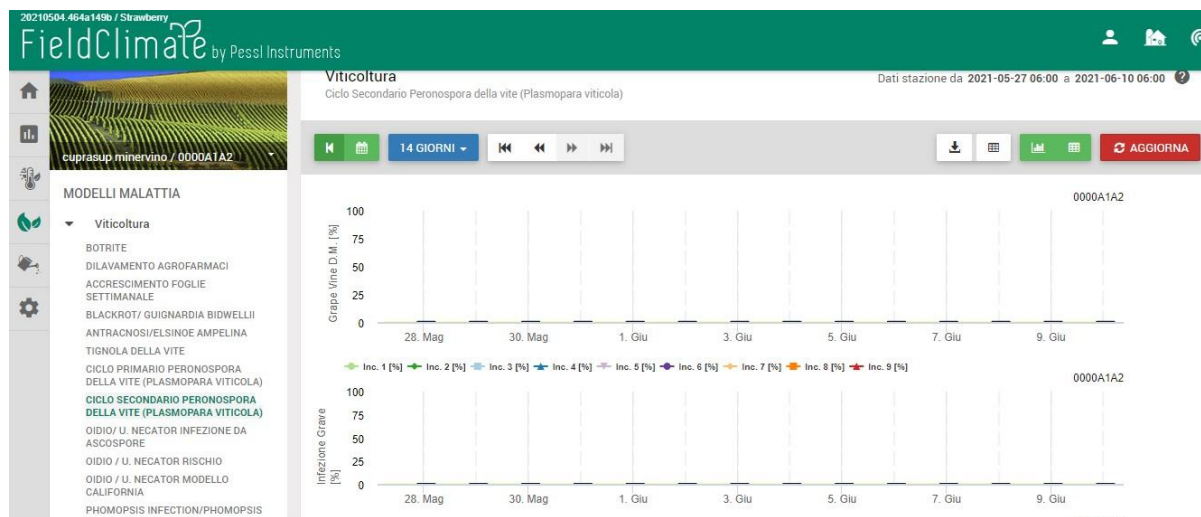 20210504.464a149b / Strawberry
FieldClimate by Pessl Instruments
cuprasup minervino / 0000A1A2
MODELLI MALATTIA
Viticoltura
BOTRITE
DILAVAMENTO AGROFARMACI
ACCRESCIMENTO FOGLIE
SETTIMANALE
BLACKROT/ GUIGNARDIA BIDWELLII
ANTRACNOSI/ELSINOE AMPELINA
TIGNOLA DELLA VITE
CICLO PRIMARIO PERONOSPORA
DELLA VITE (PLASMOPARA VITICOLA)
CICLO SECONDARIO PERONOSPORA
DELLA VITE (PLASMOPARA VITICOLA)
OIDIO/ U. NECATOR INFEZIONE DA
ASCOSPORE
OIDIO / U. NECATOR RISCHIO
OIDIO / U. NECATOR MODELLO
CALIFORNIA
PHOMOPSIS INFECTION/PHOMOPSIS
Viticoltura
Ciclo Secondario Peronospora della vite (Plasmopara viticola)
Dati stazione da 2021-05-27 06:00 a 2021-06-10 06:00 ?
14 GIORNI
AGGIORNA
0000A1A2
Grape Vine D.M. [%]
100
75
50
25
0
28. Mag 30. Mag 1. Giu 3. Giu 5. Giu 7. Giu 9. Giu
Inc. 1 [%] Inc. 2 [%] Inc. 3 [%] Inc. 4 [%] Inc. 5 [%] Inc. 6 [%] Inc. 7 [%] Inc. 8 [%] Inc. 9 [%]
0000A1A2
Infezione Grave
[%]
100
75
50
25
0
28. Mag 30. Mag 1. Giu 3. Giu 5. Giu 7. Giu 9. Giu